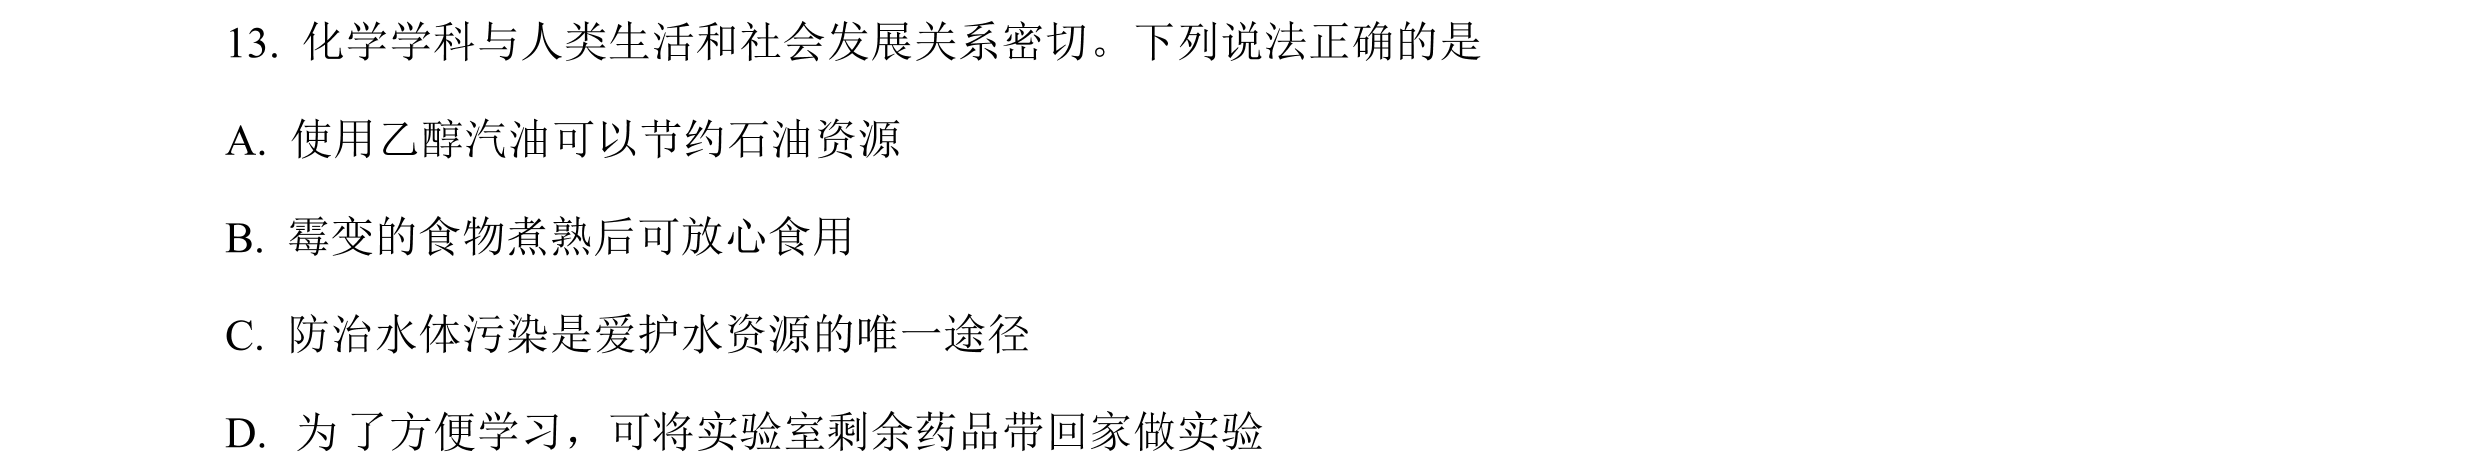 13. 化学学科与人类生活和社会发展关系密切。下列说法正确的是
A. 使用乙醇汽油可以节约石油资源
B. 霉变的食物煮熟后可放心食用
C. 防治水体污染是爱护水资源的唯一途径
D. 为了方便学习，可将实验室剩余药品带回家做实验